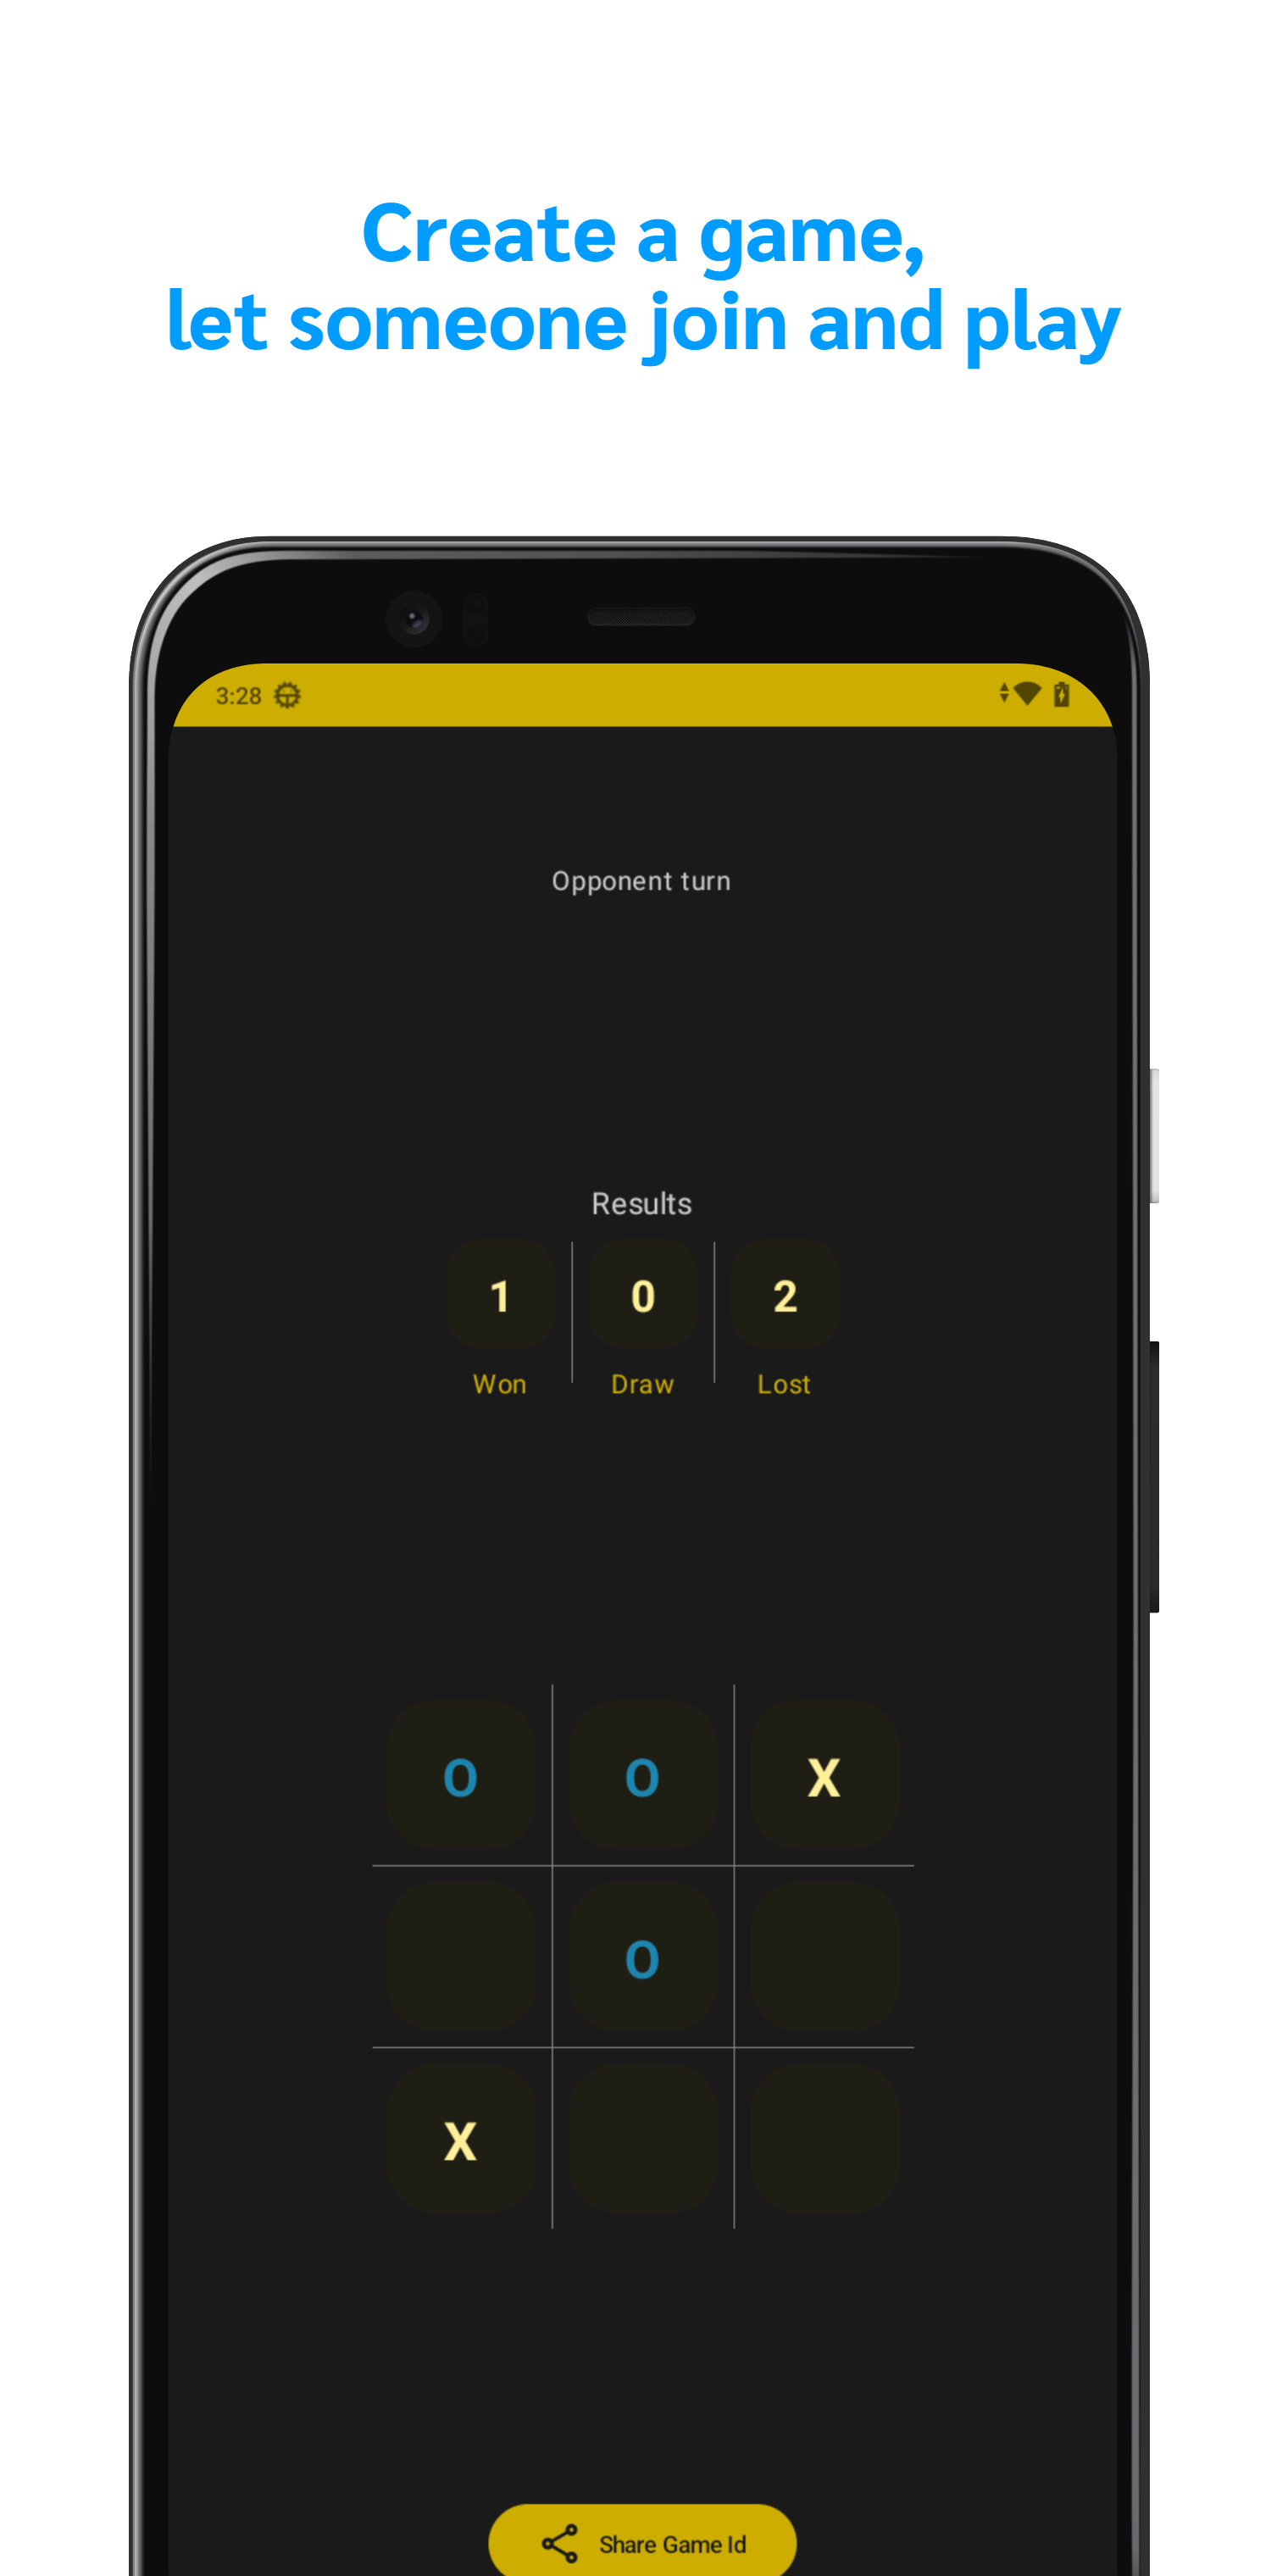 Create a game,
let someone join and play
3:28
Opponent turn
Results
1 0 2
Won Draw Lost
O O X
O
X
Share Game Id